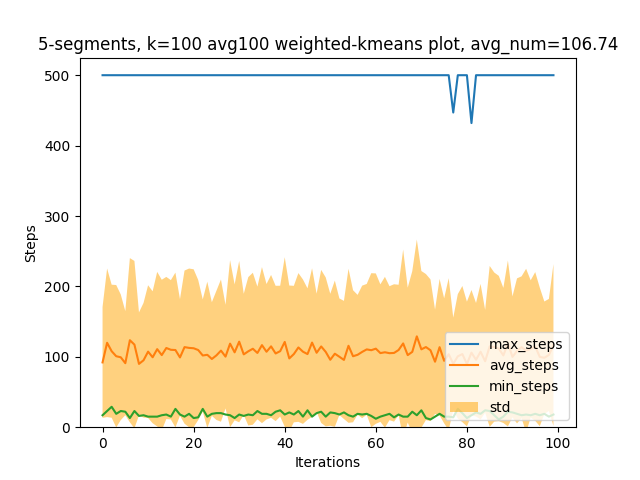 5-segments, k=100 avg100 weighted-kmeans plot, avg_num=106.74
500
400
300
200
100
0
Steps
0 20 40 60 80 100
Iterations
max_steps
avg_steps
min_steps
std